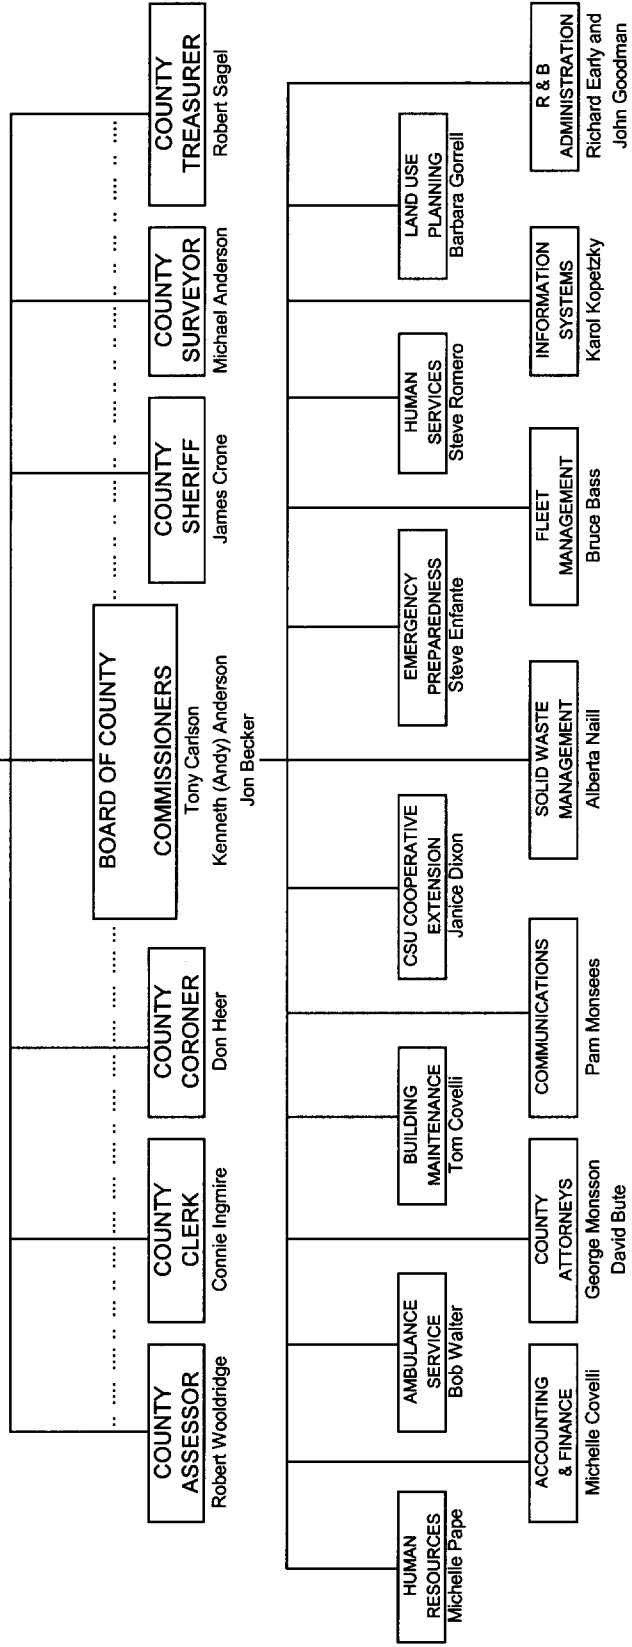 BOARD OF COUNTY
COMMISSIONERS
Tony Carlson
Kenneth (Andy) Anderson
Jon Becker
COUNTY
ASSESSOR
Robert Wooldridge
COUNTY
CLERK
Connie Ingmire
COUNTY
CORONER
Don Heer
COUNTY
SHERIFF
James Crone
COUNTY
SURVEYOR
Michael Anderson
COUNTY
TREASURER
Robert Sagel
HUMAN
RESOURCES
Michelle Pape
AMBULANCE
SERVICE
Bob Walter
BUILDING
MAINTENANCE
Tom Covelli
CSU COOPERATIVE
EXTENSION
Janice Dixon
EMERGENCY
PREPAREDNESS
Steve Enfante
HUMAN
SERVICES
Steve Romero
LAND USE
PLANNING
Barbara Gorrell
ACCOUNTING
& FINANCE
Michelle Covelli
COUNTY
ATTORNEYS
George Monsson
David Bute
COMMUNICATIONS
Pam Monsees
SOLID WASTE
MANAGEMENT
Alberta Naill
FLEET
MANAGEMENT
Bruce Bass
INFORMATION
SYSTEMS
Karol Kopetzky
R & B
ADMINISTRATION
Richard Early and
John Goodman